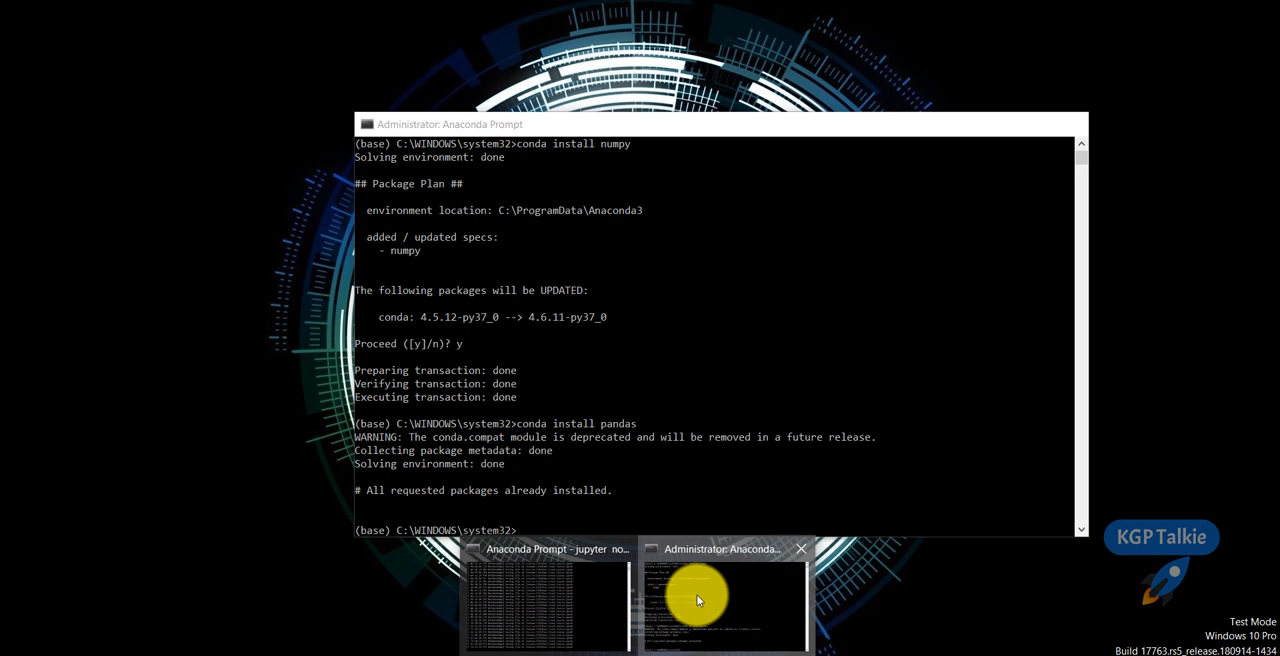 Administrator: Anaconda Prompt
(base) C:\WINDOWS\system32>conda install numpy
Solving environment: done
## Package Plan ##
environment location: C:\ProgramData\Anaconda3
added / updated specs:
- numpy
The following packages will be UPDATED:
conda: 4.5.12-py37_0 --> 4.6.11-py37_0
Proceed ([y]/n)? y
Preparing transaction: done
Verifying transaction: done
Executing transaction: done
(base) C:\WINDOWS\system32>conda install pandas
WARNING: The conda.compat module is deprecated and will be removed in a future release.
Collecting package metadata: done
Solving environment: done
# All requested packages already installed.
(base) C:\WINDOWS\system32>
Anaconda Prompt - jupyter no...
Administrator: Anaconda...
KGP Talkie
Test Mode
Windows 10 Pro
Build 17763.rs5_release.180914-1434